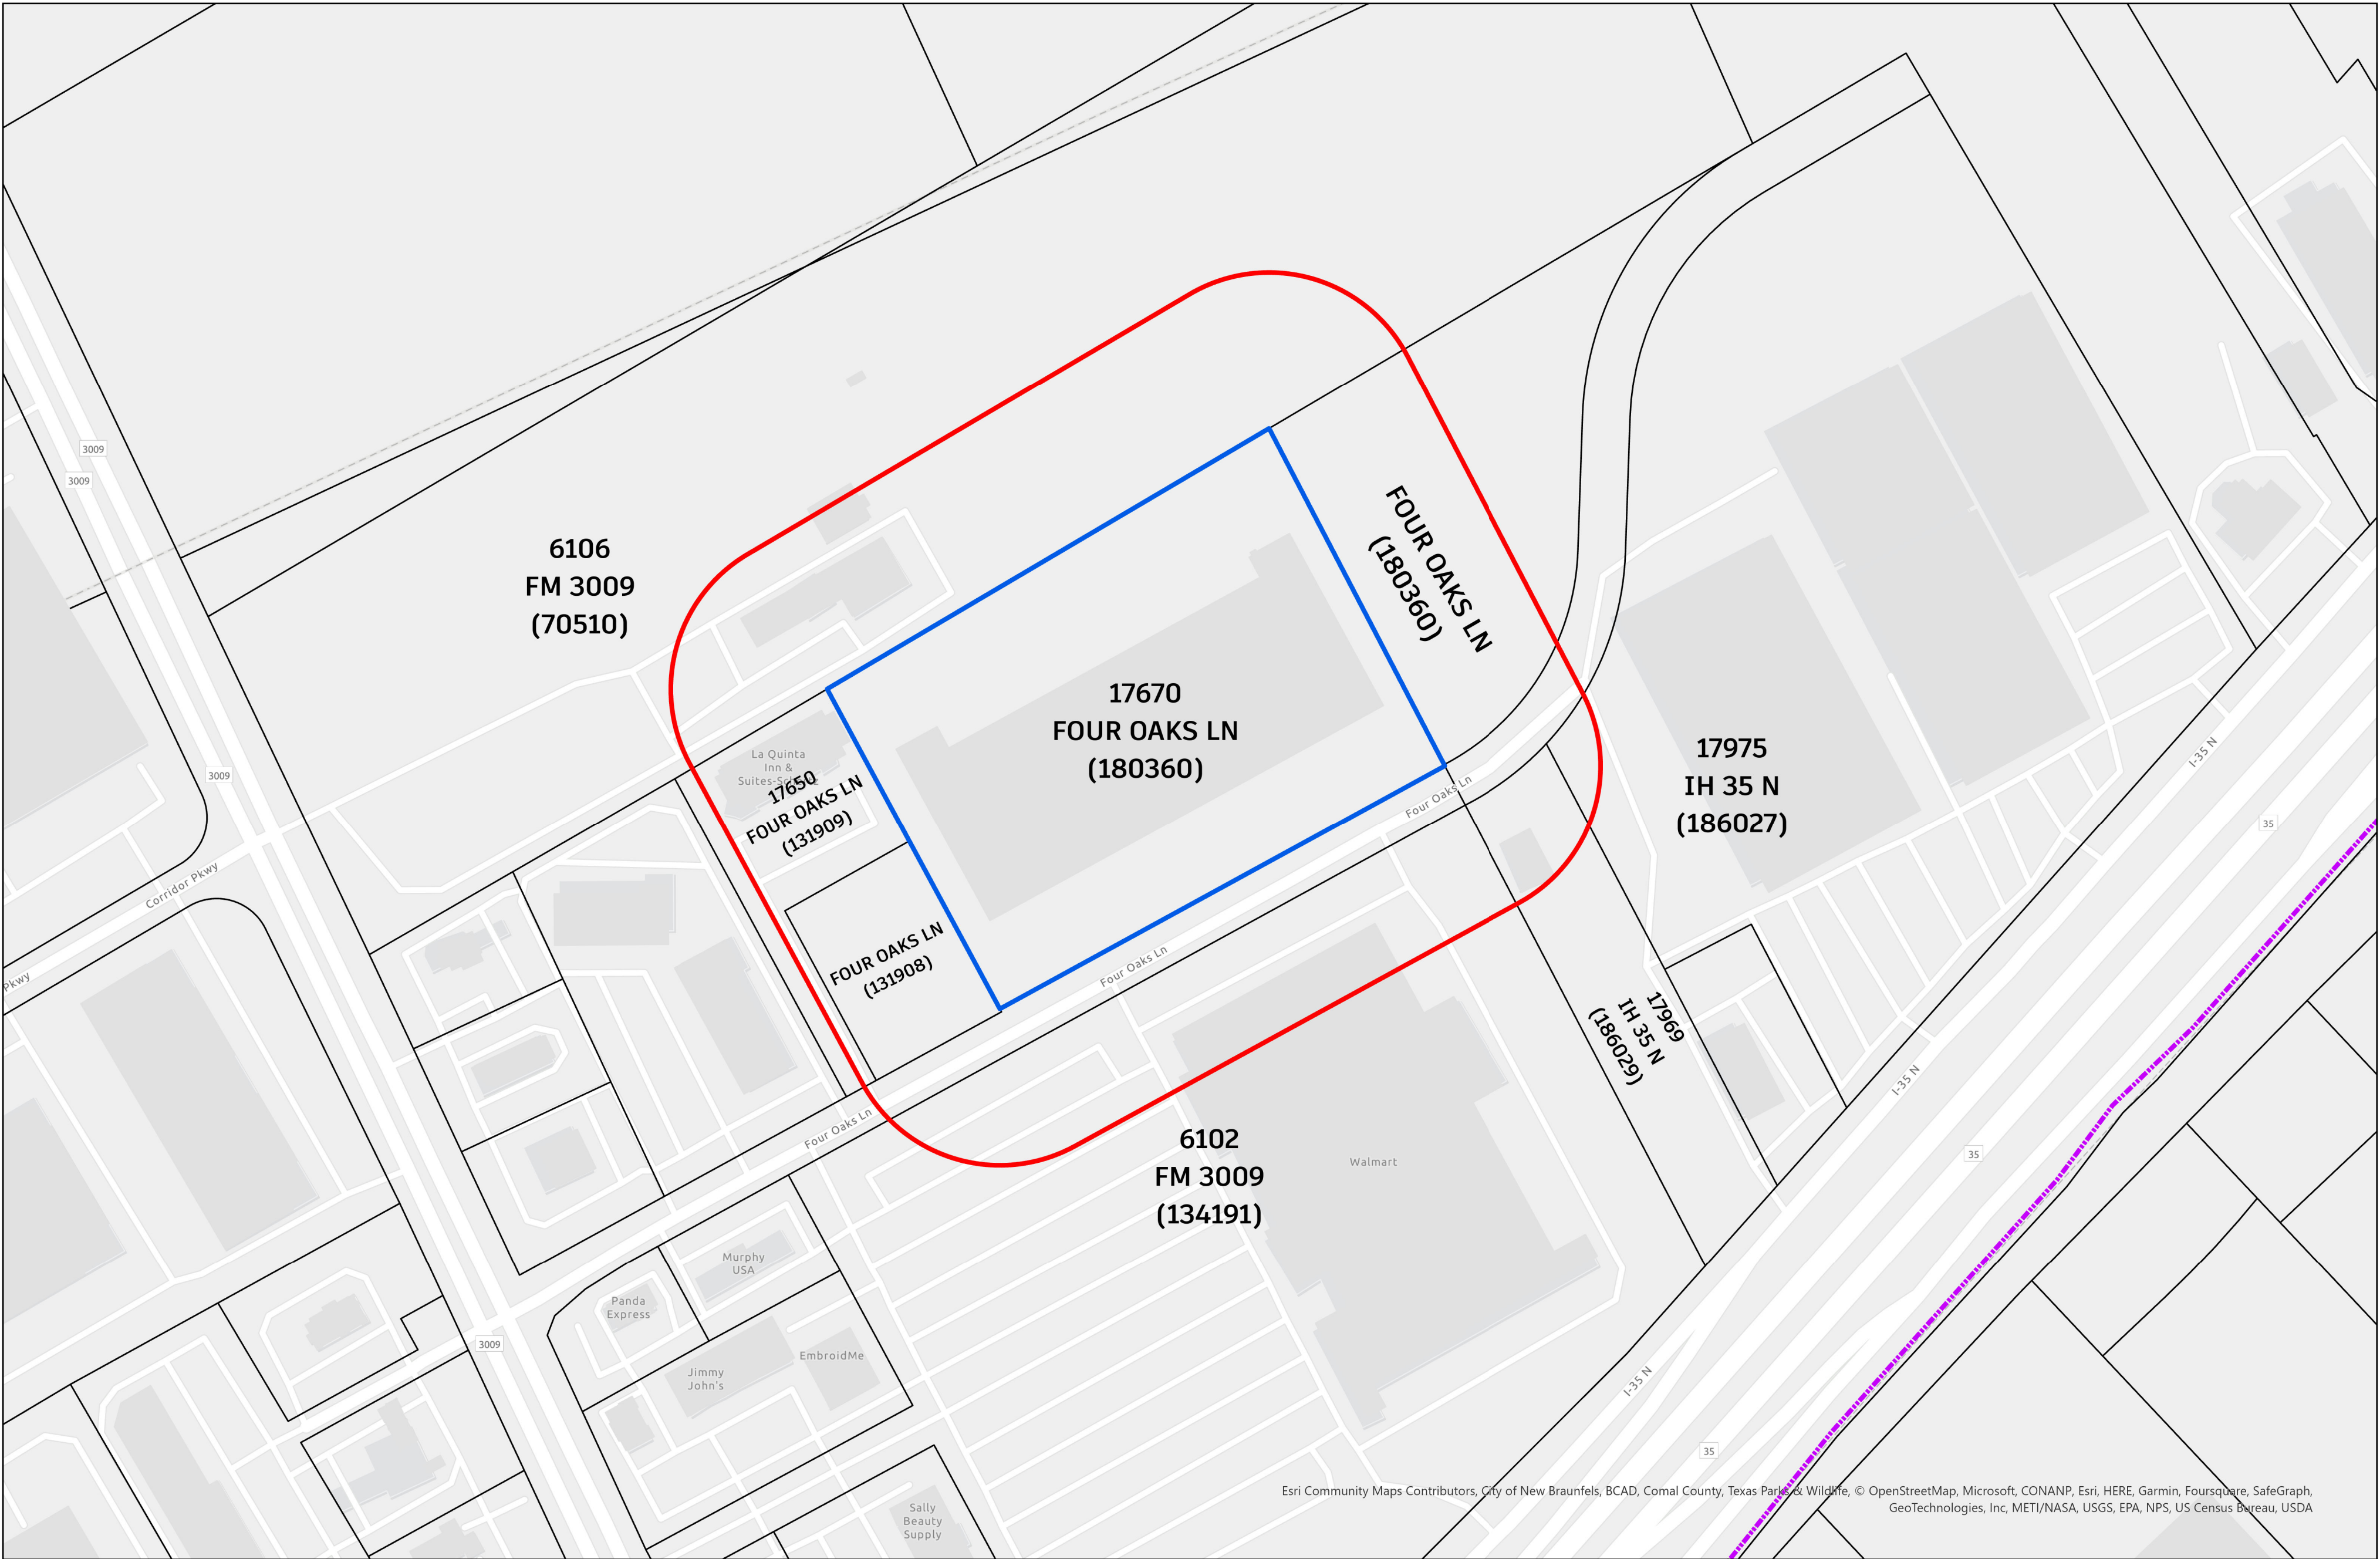 3009
3009
6106
FM 3009
(70510)
FOUR OAKS LN
(180360)
17670
FOUR OAKS LN
(180360)
La Quinta
Inn &
17650
FOUR OAKS LN
(131909)
3009
17975
IH 35 N
(186027)
I-35 N
35
Four Oaks Ln
Corridor Pkwy
FOUR OAKS LN
(131908)
Four Oaks Ln
Pkwy
17969
IH 35 N
(186029)
I-35 N
Four Oaks Ln
6102
FM 3009
(134191)
Walmart
35
Murphy
USA
Panda
Express
3009
EmbroidMe
Jimmy
John's
I-35 N
35
Sally
Beauty
Supply
Esri Community Maps Contributors, City of New Braunfels, BCAD, Comal County, Texas Parks & Wildlife, © OpenStreetMap, Microsoft, CONANP, Esri, HERE, Garmin, Foursquare, SafeGraph,
GeoTechnologies, Inc, METI/NASA, USGS, EPA, NPS, US Census Bureau, USDA